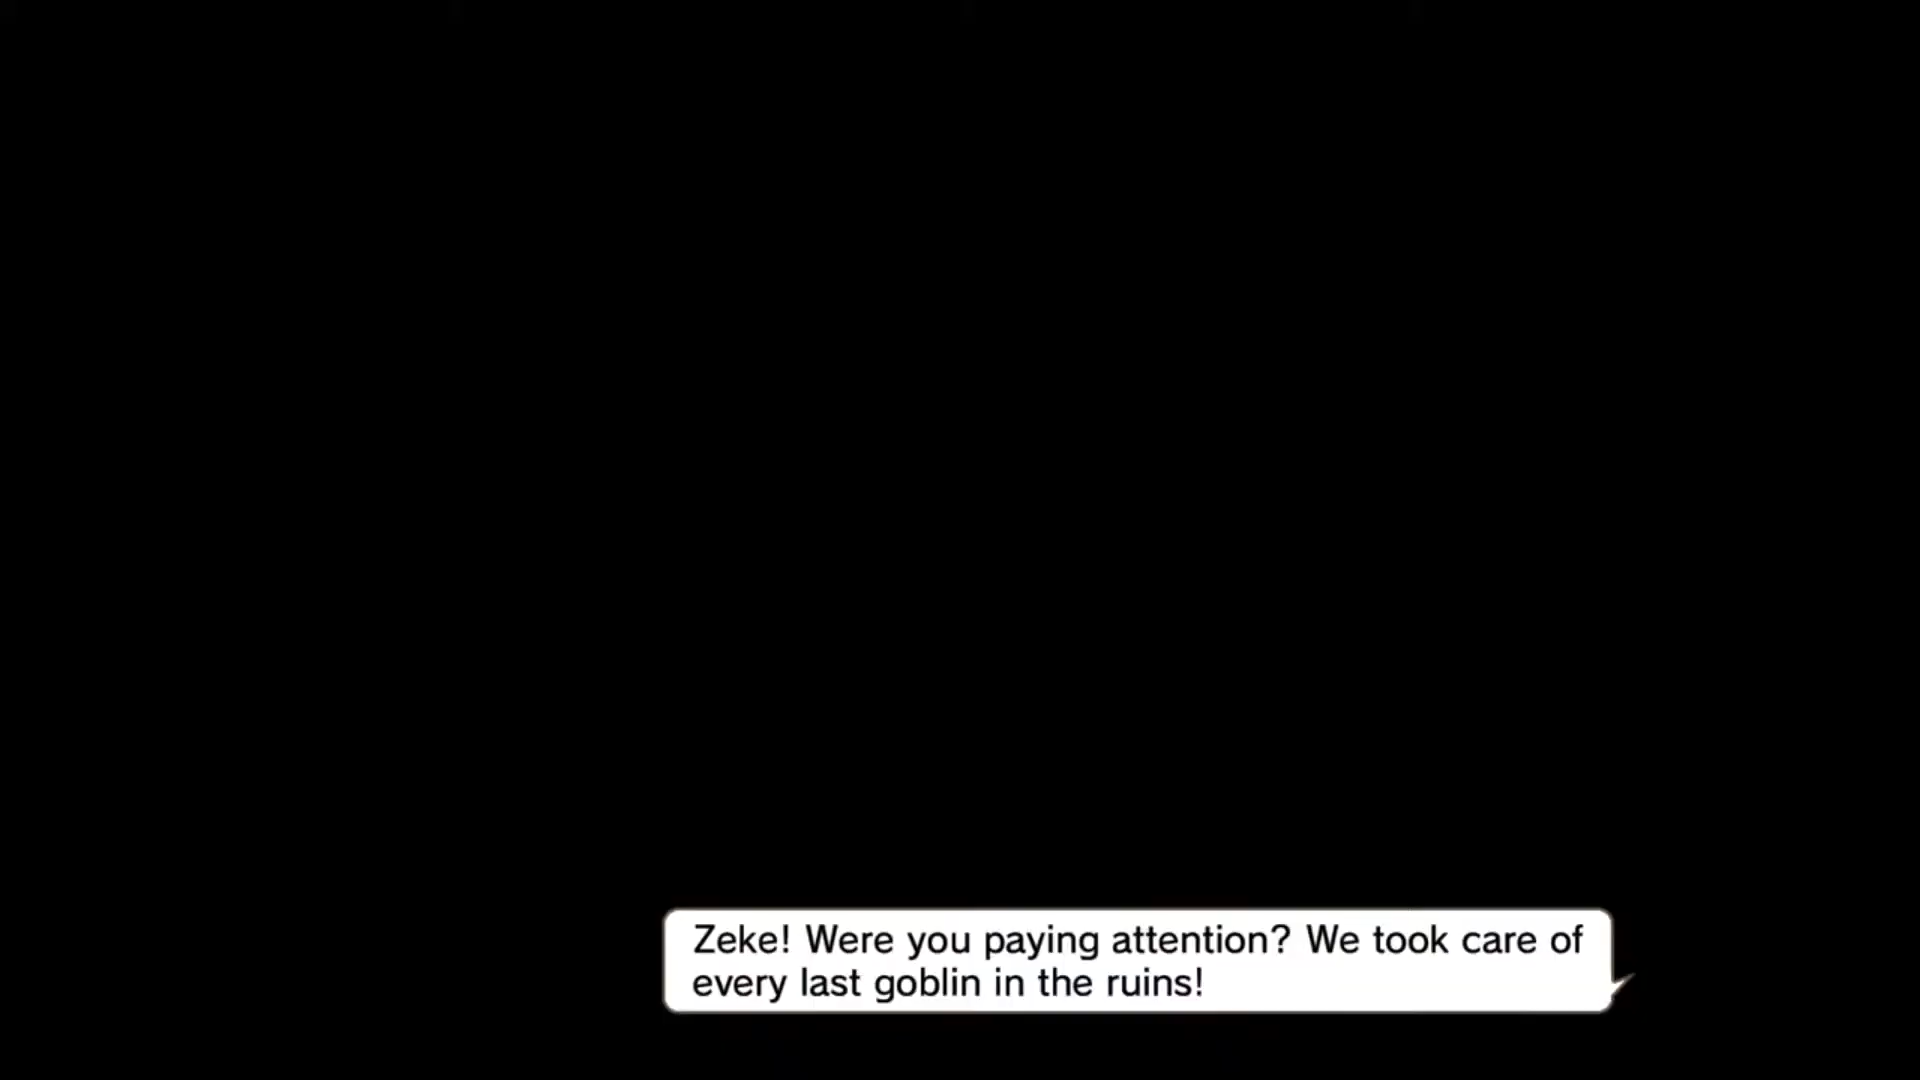 Zeke! Were you paying attention? We took care of
every last goblin in the ruins!